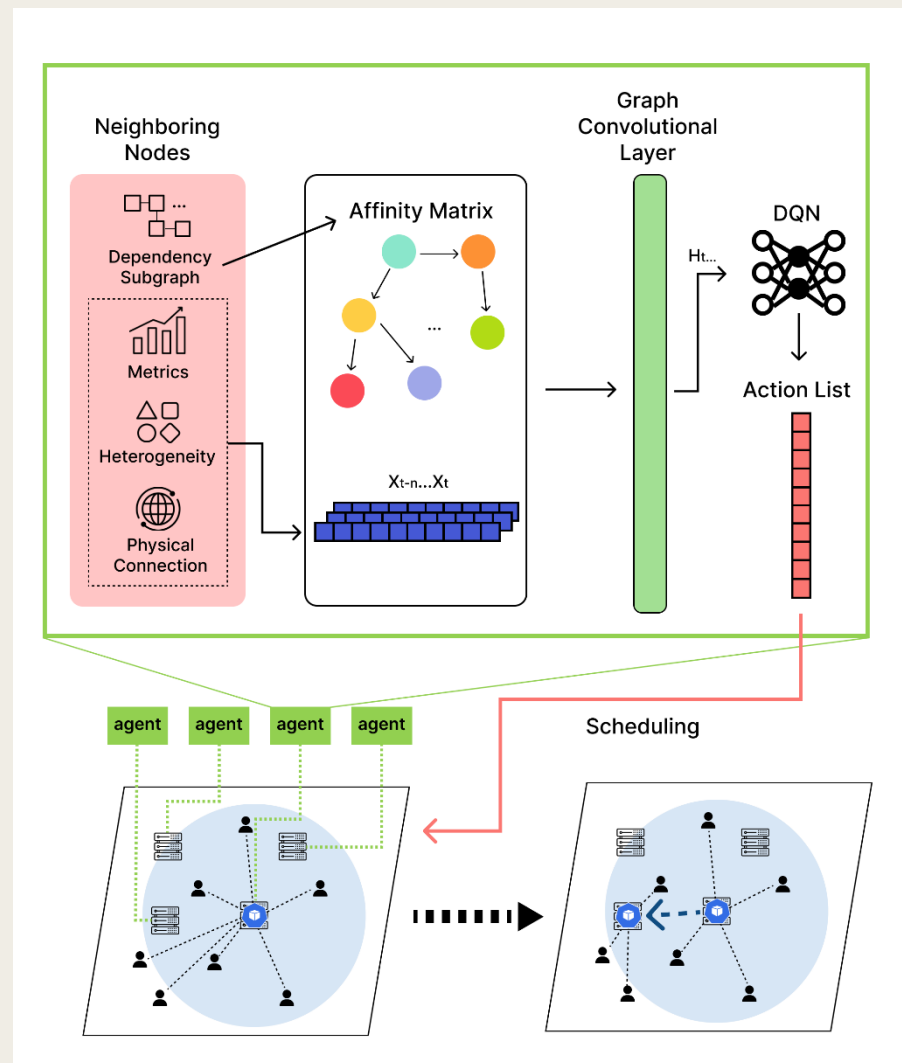 Neighboring
Nodes
...
Dependency
Subgraph
Metrics
Heterogeneity
Physical
Connection
Affinity Matrix
...
Xt-n...Xt
Graph
Convolutional
Layer
Ht...
DQN
Action List
agent
agent
agent
agent
Scheduling